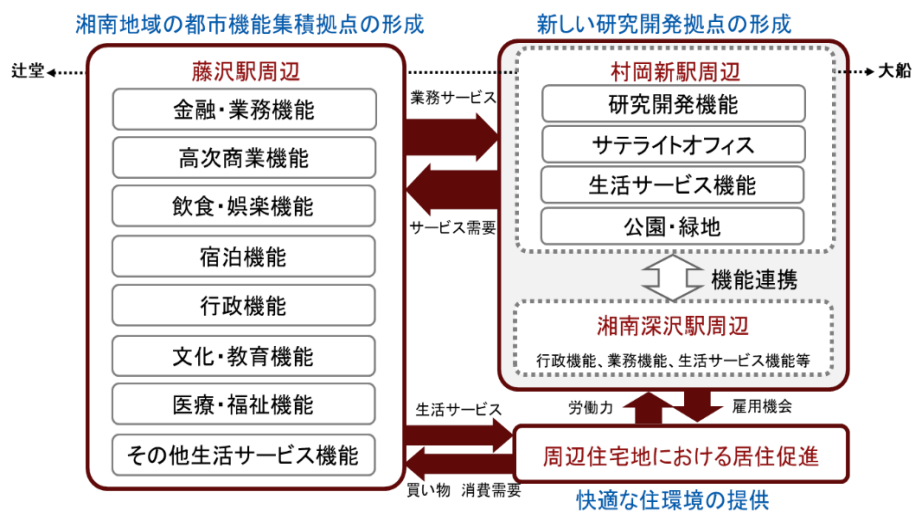 湘南地域の都市機能集積拠点の形成
新しい研究開発拠点の形成
辻堂
大船
藤沢駅周辺
金融・業務機能
高次商業機能
飲食・娯楽機能
宿泊機能
行政機能
文化・教育機能
医療・福祉機能
その他生活サービス機能
業務サービス
サービス需要
村岡新駅周辺
研究開発機能
サテライトオフィス
生活サービス機能
公園・緑地
機能連携
湘南深沢駅周辺
行政機能、業務機能、生活サービス機能等
労働力
雇用機会
生活サービス
買い物 消費需要
周辺住宅地における居住促進
快適な住環境の提供